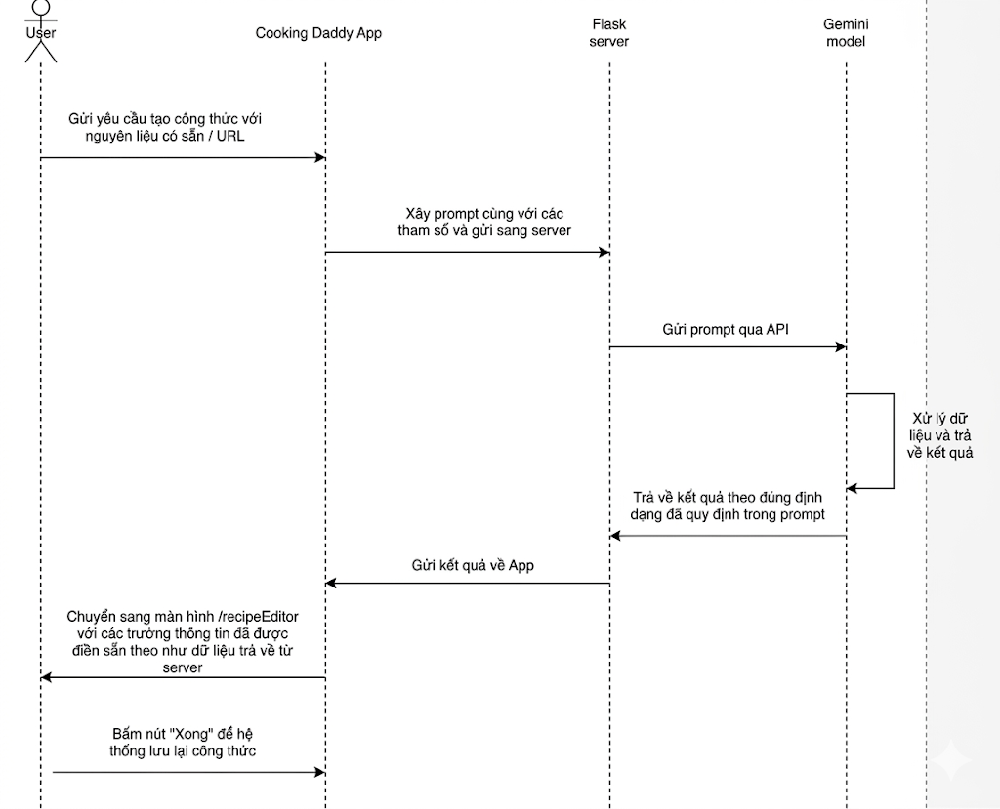 User
Cooking Daddy App
Flask
server
Gemini
model
Gửi yêu cầu tạo công thức với
nguyên liệu có sẵn / URL
Xây prompt cùng với các
tham số và gửi sang server
Gửi prompt qua API
Xử lý dữ
liệu và trả
về kết quả
Trả về kết quả theo đúng định
dạng đã quy định trong prompt
Gửi kết quả về App
Chuyển sang màn hình /recipeEditor
với các trường thông tin đã được
điền sẵn theo như dữ liệu trả về từ
server
Bấm nút "Xong" để hệ
thống lưu lại công thức